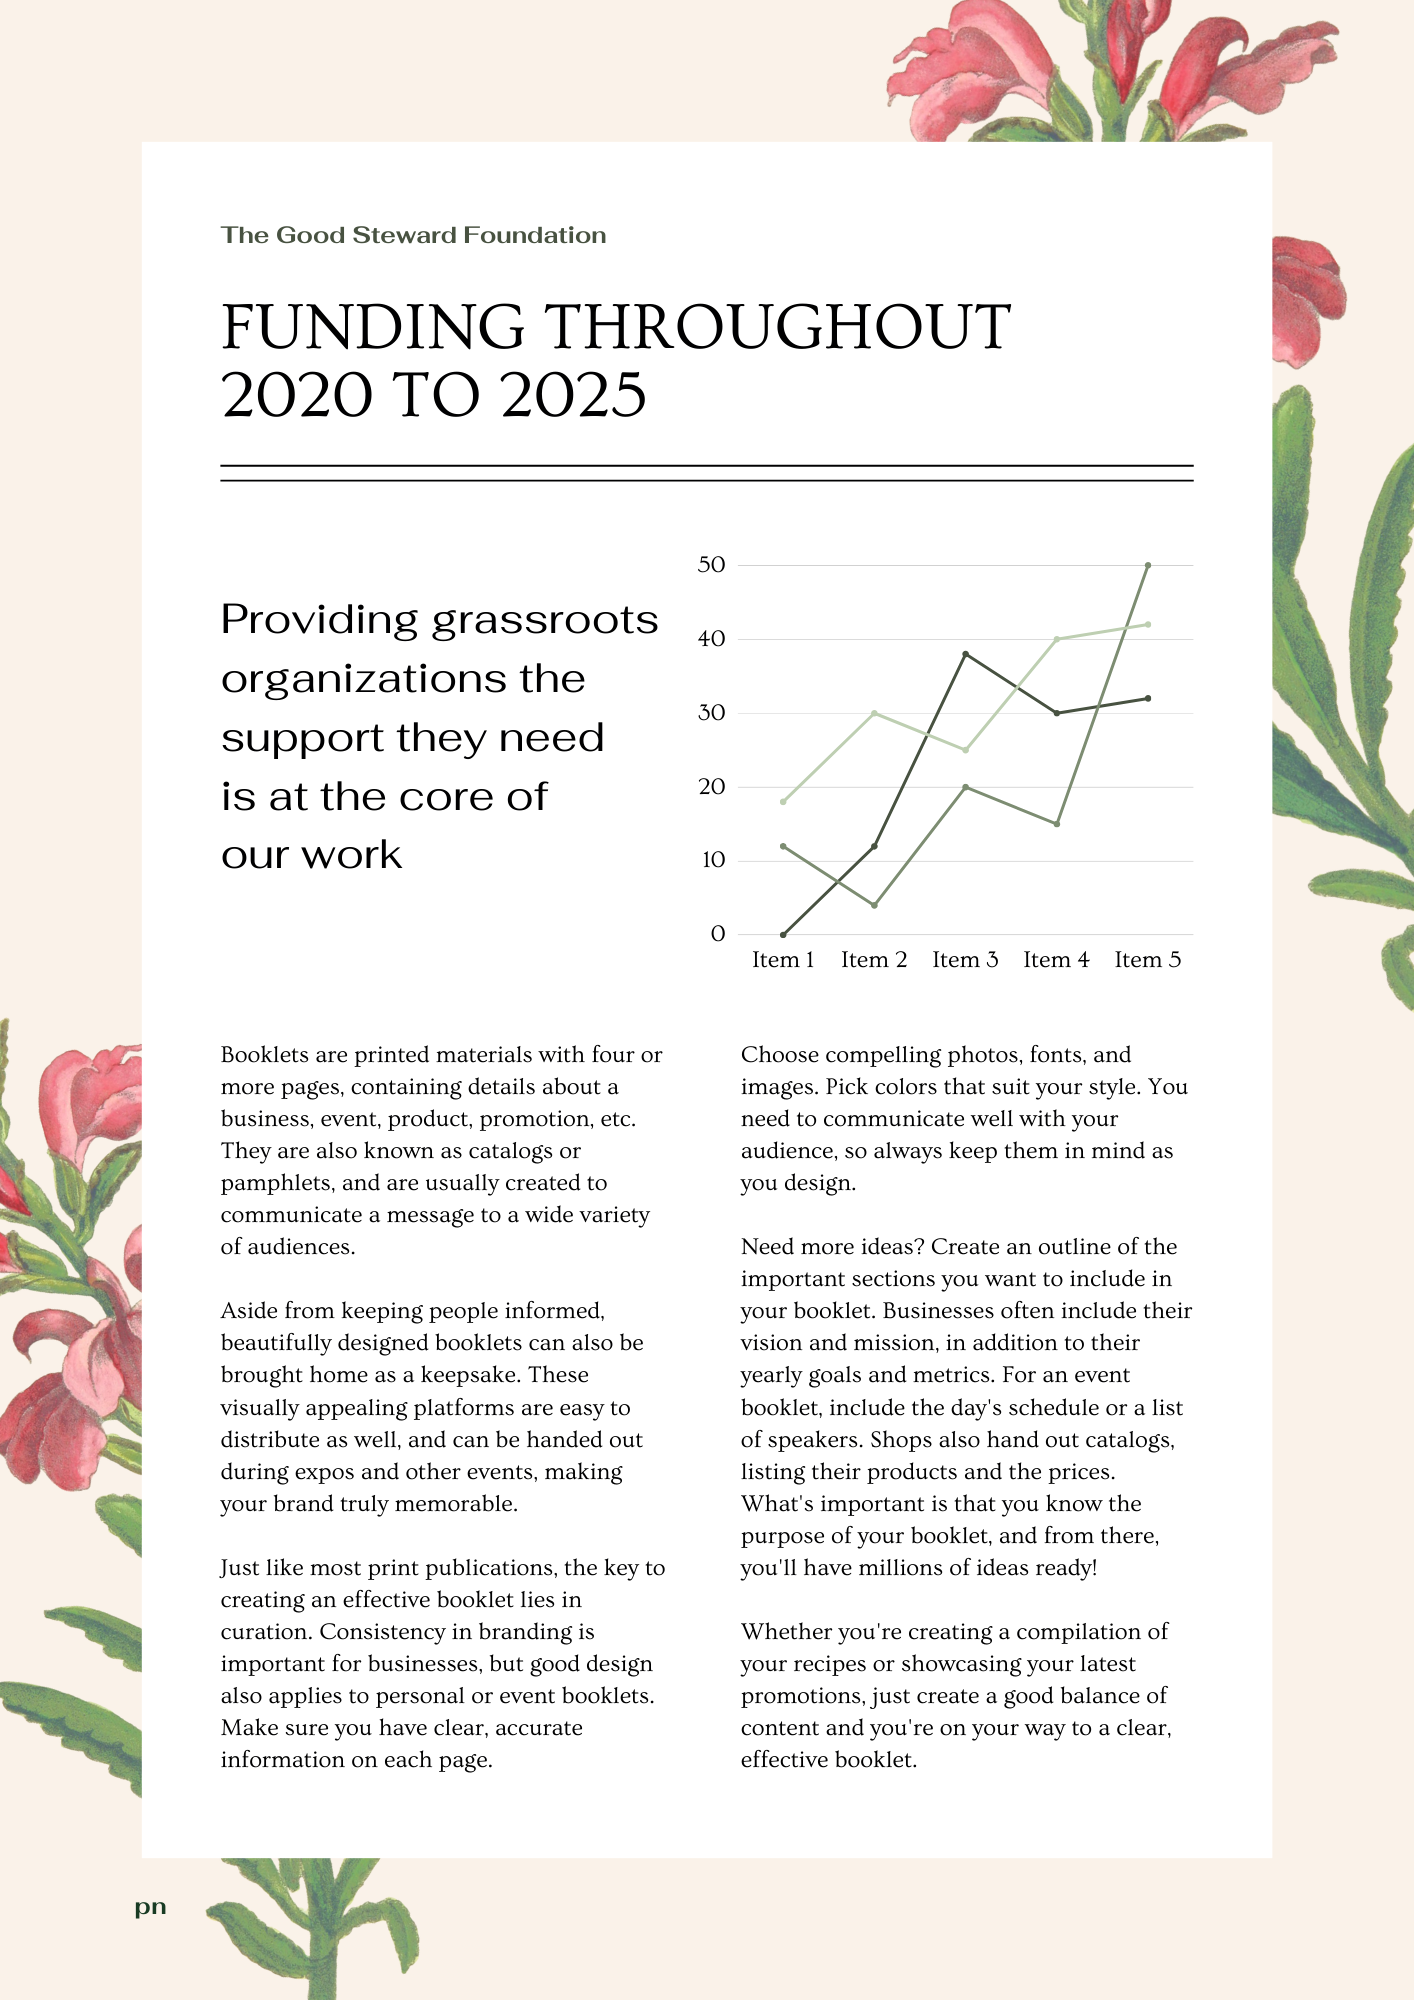 The Good Steward Foundation
FUNDING THROUGHOUT
2020 TO 2025
Providing grassroots
organizations the
support they need
is at the core of
our work
50
40
30
20
10
0
Item 1 Item 2 Item 3 Item 4 Item 5
Booklets are printed materials with four or
more pages, containing details about a
business, event, product, promotion, etc.
They are also known as catalogs or
pamphlets, and are usually created to
communicate a message to a wide variety
of audiences.
Aside from keeping people informed,
beautifully designed booklets can also be
brought home as a keepsake. These
visually appealing platforms are easy to
distribute as well, and can be handed out
during expos and other events, making
your brand truly memorable.
Just like most print publications, the key to
creating an effective booklet lies in
curation. Consistency in branding is
important for businesses, but good design
also applies to personal or event booklets.
Make sure you have clear, accurate
information on each page.
Choose compelling photos, fonts, and
images. Pick colors that suit your style. You
need to communicate well with your
audience, so always keep them in mind as
you design.
Need more ideas? Create an outline of the
important sections you want to include in
your booklet. Businesses often include their
vision and mission, in addition to their
yearly goals and metrics. For an event
booklet, include the day's schedule or a list
of speakers. Shops also hand out catalogs,
listing their products and the prices.
What's important is that you know the
purpose of your booklet, and from there,
you'll have millions of ideas ready!
Whether you're creating a compilation of
your recipes or showcasing your latest
promotions, just create a good balance of
content and you're on your way to a clear,
effective booklet.
pn